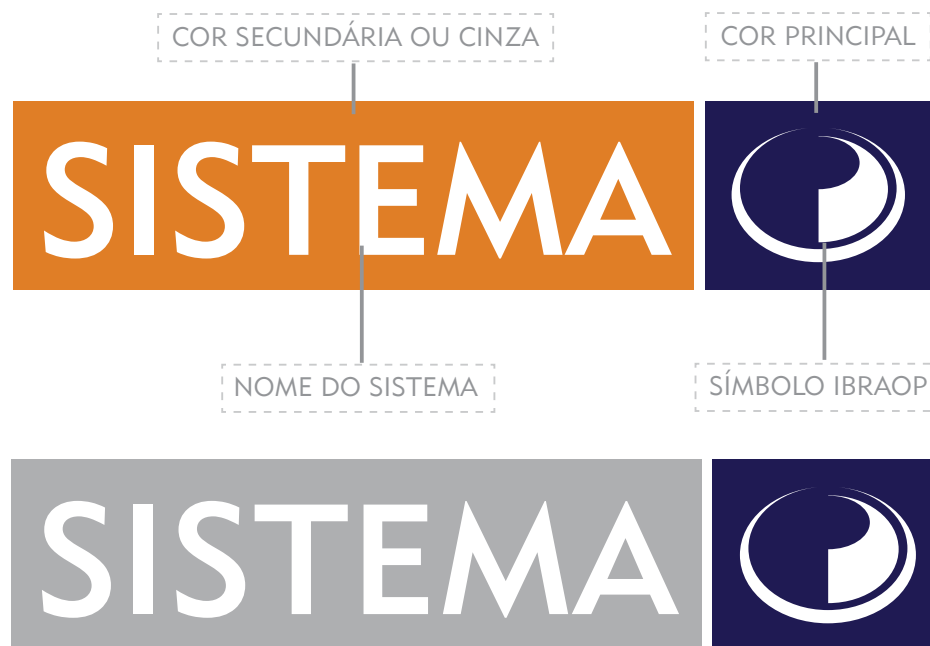 COR SECUNDÁRIA OU CINZA
COR PRINCIPAL
SISTEMA
NOME DO SISTEMA
SÍMBOLO IBRAOP
SISTEMA